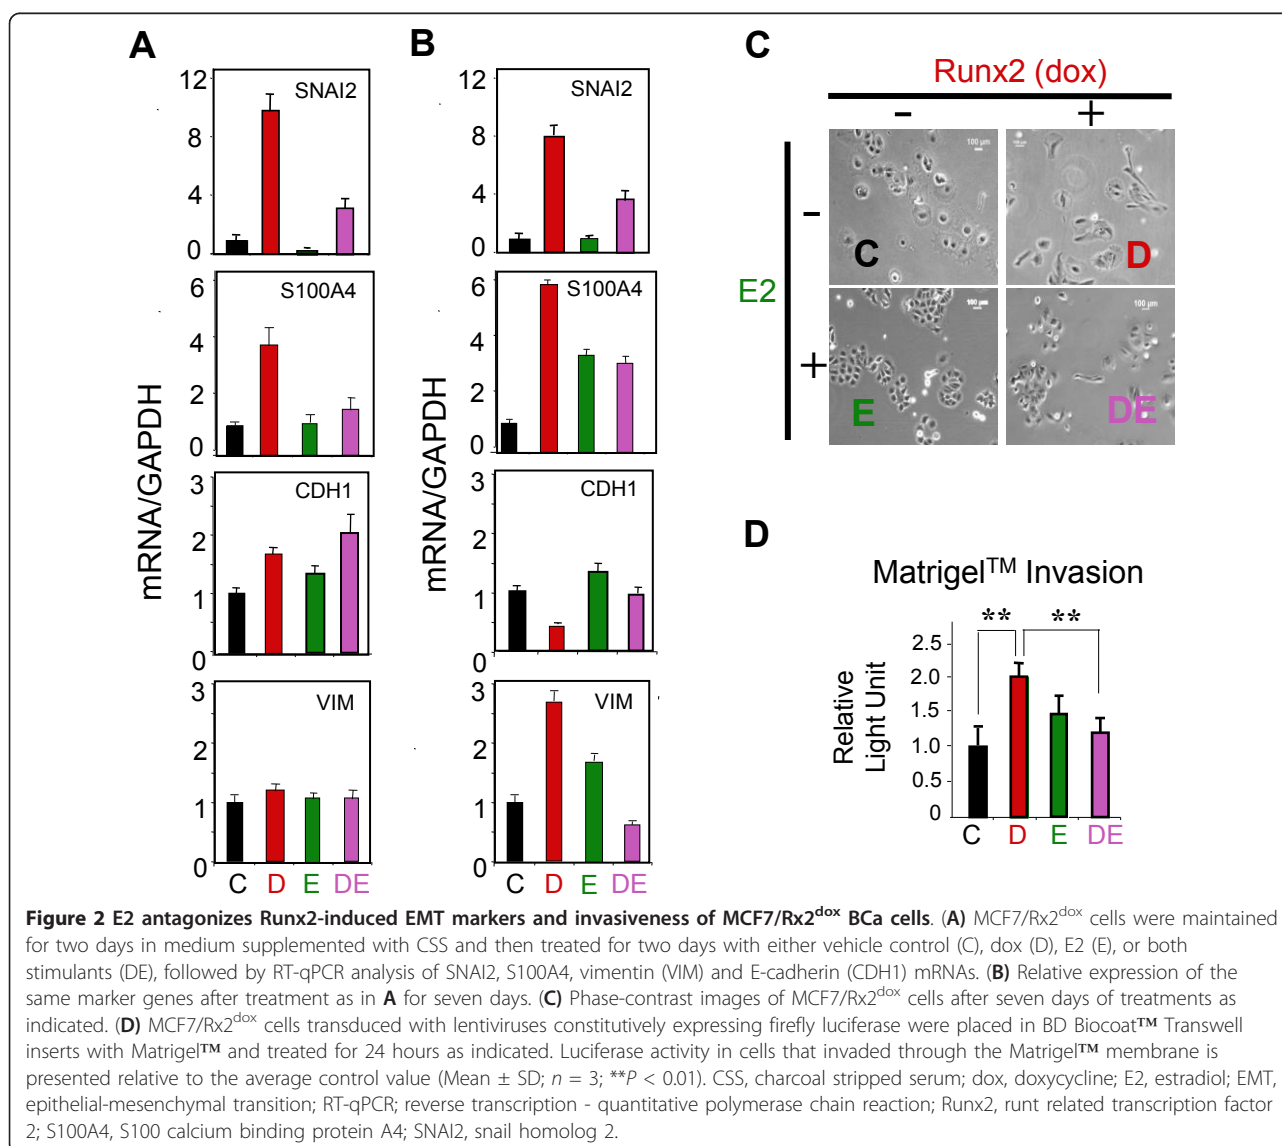 A
B
C
12
SNAI2
8
4
0
S100A4
6
4
2
0
3
CDH1
2
1
0
3
VIM
2
1
0
mRNA/GAPDH
C D E DE
12
SNAI2
8
4
0
6
S100A4
4
2
0
3
CDH1
2
1
0
3
VIM
2
1
0
mRNA/GAPDH
C D E DE
Runx2 (dox)
- +
E2
-
+
100 µm
100 µm
C
D
100 µm
100 µm
E
DE
D
Matrigel™ Invasion
** **
2.5
2.0
1.5
1.0
0.5
0
Relative
Light Unit
C D E DE
Figure 2 E2 antagonizes Runx2-induced EMT markers and invasiveness of MCF7/Rx2dox BCa cells. (A) MCF7/Rx2dox cells were maintained
for two days in medium supplemented with CSS and then treated for two days with either vehicle control (C), dox (D), E2 (E), or both
stimulants (DE), followed by RT-qPCR analysis of SNAI2, S100A4, vimentin (VIM) and E-cadherin (CDH1) mRNAs. (B) Relative expression of the
same marker genes after treatment as in A for seven days. (C) Phase-contrast images of MCF7/Rx2dox cells after seven days of treatments as
indicated. (D) MCF7/Rx2dox cells transduced with lentiviruses constitutively expressing firefly luciferase were placed in BD Biocoat™ Transwell
inserts with Matrigel™ and treated for 24 hours as indicated. Luciferase activity in cells that invaded through the Matrigel™ membrane is
presented relative to the average control value (Mean ± SD; n = 3; **P < 0.01). CSS, charcoal stripped serum; dox, doxycycline; E2, estradiol; EMT,
epithelial-mesenchymal transition; RT-qPCR; reverse transcription - quantitative polymerase chain reaction; Runx2, runt related transcription factor
2; S100A4, S100 calcium binding protein A4; SNAI2, snail homolog 2.